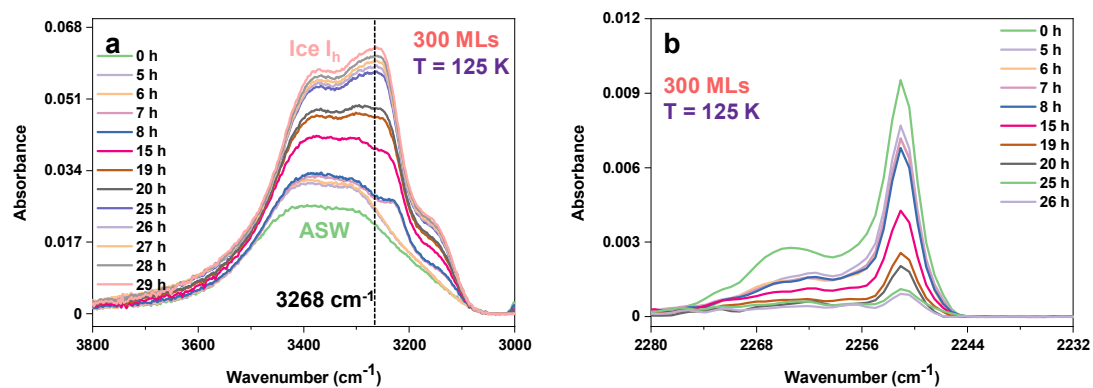 a
Ice Iₕ
300 MLs
T = 125 K
0 h
5 h
6 h
7 h
8 h
15 h
19 h
20 h
25 h
26 h
27 h
28 h
29 h
ASW
3268 cm⁻¹
0.068
0.051
0.034
0.017
0
Absorbance
3800
3600
3400
3200
3000
Wavenumber (cm⁻¹)
b
300 MLs
T = 125 K
0 h
5 h
6 h
7 h
8 h
15 h
19 h
20 h
25 h
26 h
0.012
0.009
0.006
0.003
0.000
Absorbance
2280
2268
2256
2244
2232
Wavenumber (cm⁻¹)